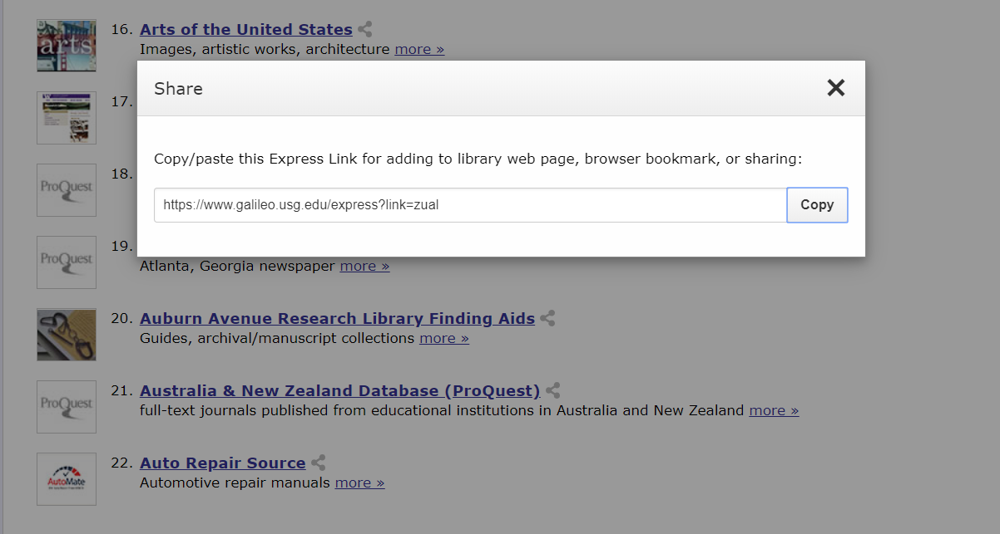 16. Arts of the United States
Images, artistic works, architecture more »
arts
Share
17.
Copy/paste this Express Link for adding to library web page, browser bookmark, or sharing:
18.
ProQuest
https://www.galileo.usg.edu/express?link=zual Copy
19.
ProQuest
Atlanta, Georgia newspaper more »
20. Auburn Avenue Research Library Finding Aids
Guides, archival/manuscript collections more »
21. Australia & New Zealand Database (ProQuest)
ProQuest
full-text journals published from educational institutions in Australia and New Zealand more »
22. Auto Repair Source
AutoMate
Automotive repair manuals more »